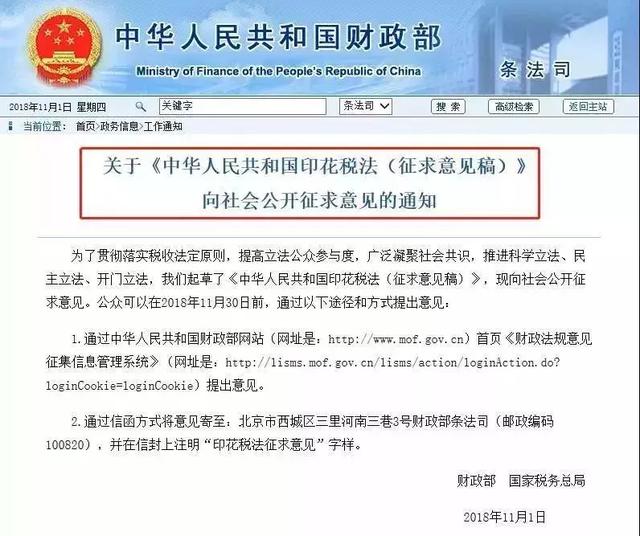 中华人民共和国财政部
Ministry of Finance of the People's Republic of China
条法司
2018年11月1日 星期四
关键字
条法司
搜 索
高级检索
返回主站
当前位置: 首页>政务信息>工作通知
关于《中华人民共和国印花税法（征求意见稿）》
向社会公开征求意见的通知
为了贯彻落实税收法定原则，提高立法公众参与度，广泛凝聚社会共识，推进科学立法、民
主立法、开门立法，我们起草了《中华人民共和国印花税法（征求意见稿）》，现向社会公开征
求意见。公众可以在2018年11月30日前，通过以下途径和方式提出意见：
1.通过中华人民共和国财政部网站（网址是：http://www.mof.gov.cn）首页《财政法规意见
征集信息管理系统》（网址是：http://lisms.mof.gov.cn/lisms/action/loginAction.do?
loginCookie=loginCookie）提出意见。
2.通过信函方式将意见寄至：北京市西城区三里河南三巷3号财政部条法司（邮政编码
100820），并在信封上注明“印花税法征求意见”字样。
财政部 国家税务总局
2018年11月1日